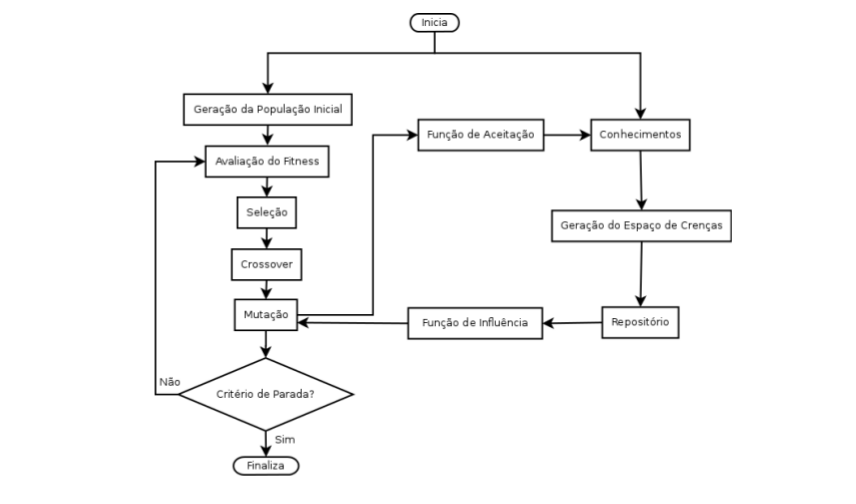 Inicia
Geração da População Inicial
Função de Aceitação
Conhecimentos
Avaliação do Fitness
Seleção
Geração do Espaço de Crenças
Crossover
Mutação
Função de Influência
Repositório
Não
Critério de Parada?
Sim
Finaliza